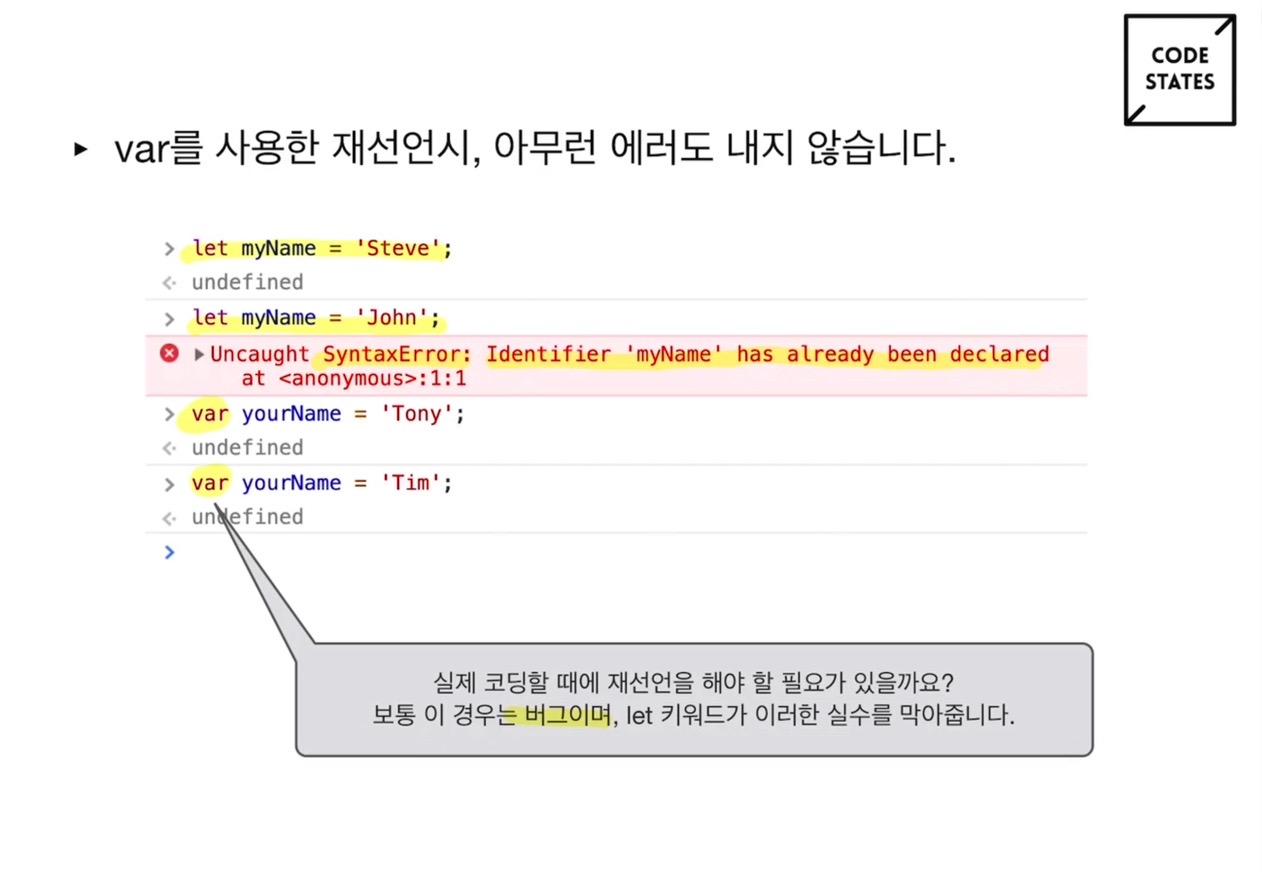 CODE
STATES
▸ var를 사용한 재선언시, 아무런 에러도 내지 않습니다.
> let myName = 'Steve';
<· undefined
> let myName = 'John';
▸Uncaught SyntaxError: Identifier 'myName' has already been declared
at <anonymous>:1:1
> var yourName = 'Tony';
<· undefined
> var yourName = 'Tim';
<· undefined
>
실제 코딩할 때에 재선언을 해야 할 필요가 있을까요?
보통 이 경우는 버그이며, let 키워드가 이러한 실수를 막아줍니다.